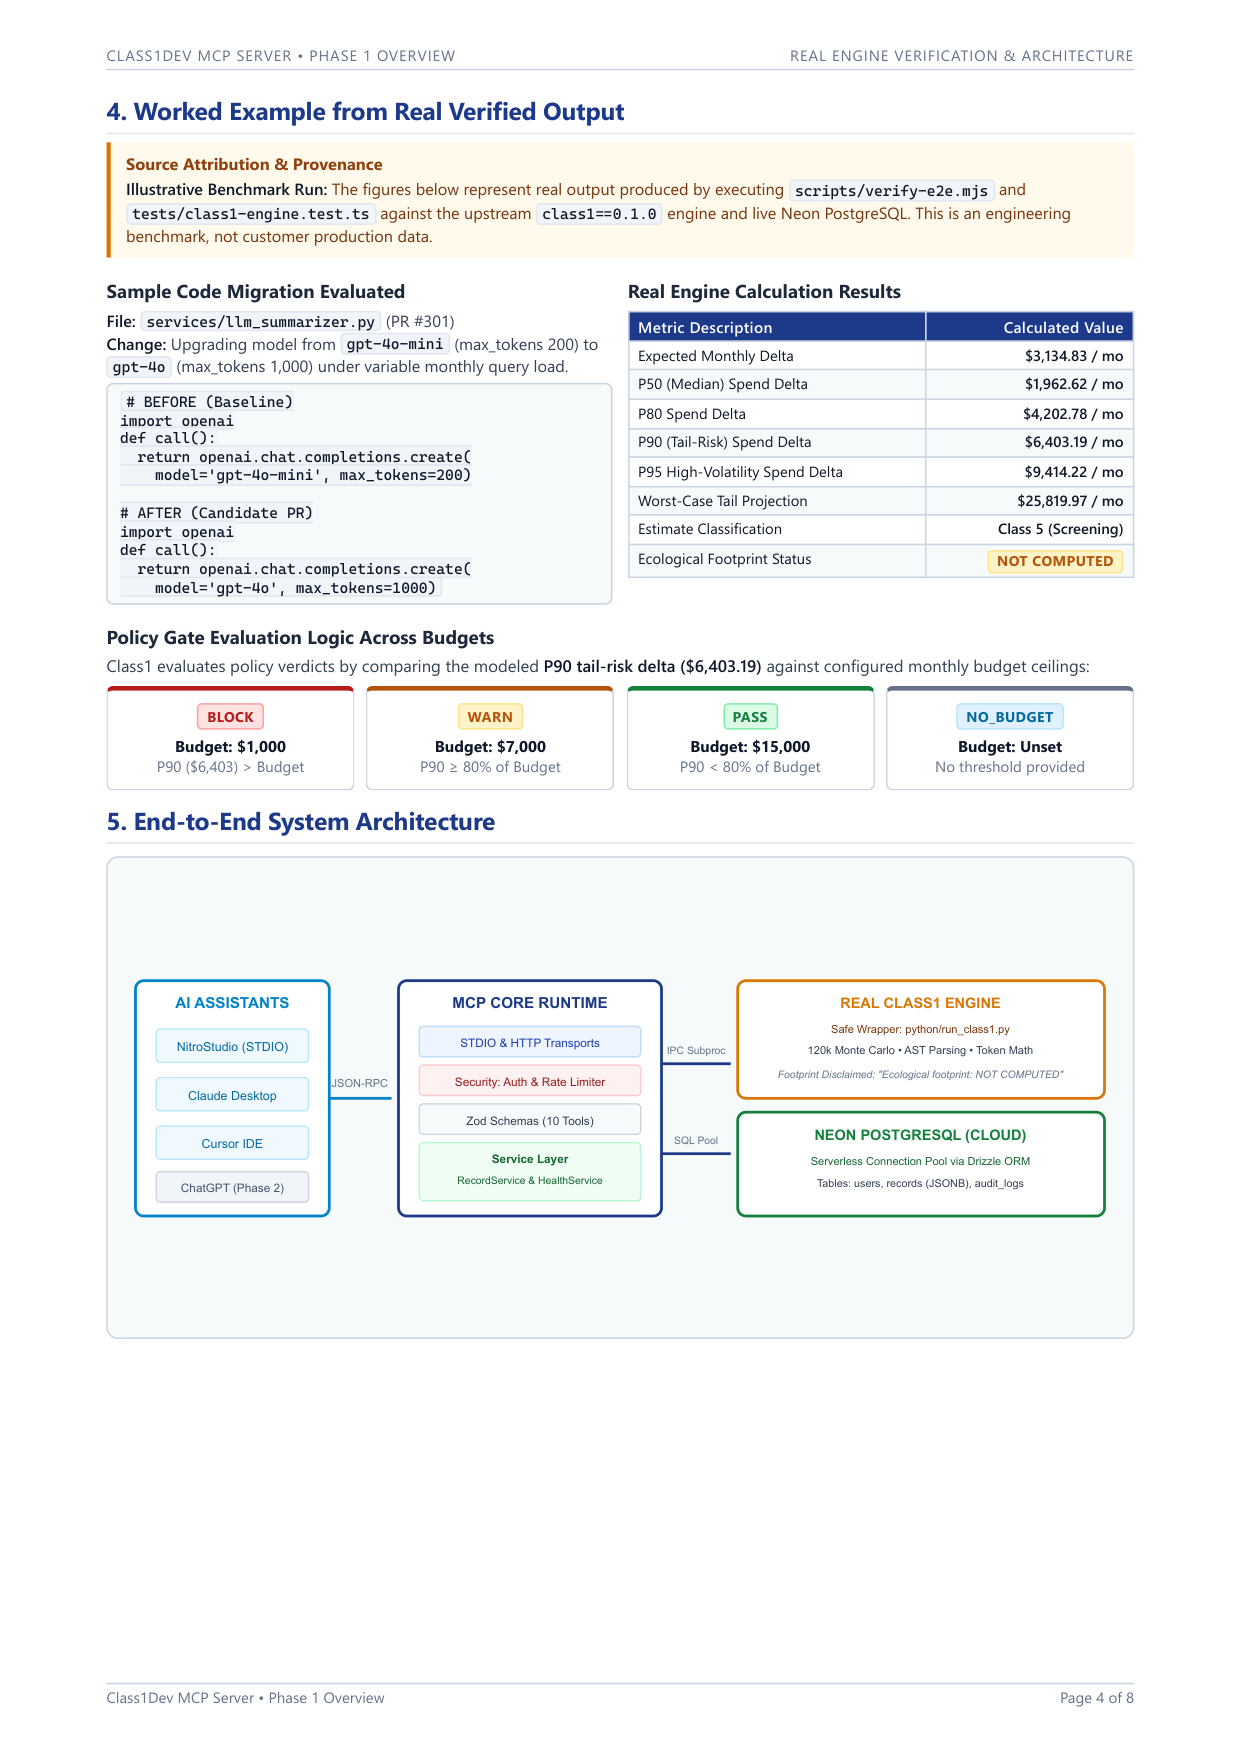 CLASS1DEV MCP SERVER • PHASE 1 OVERVIEW
REAL ENGINE VERIFICATION & ARCHITECTURE
4. Worked Example from Real Verified Output
Source Attribution & Provenance
Illustrative Benchmark Run: The figures below represent real output produced by executing scripts/verify-e2e.mjs and
tests/class1-engine.test.ts against the upstream class1==0.1.0 engine and live Neon PostgreSQL. This is an engineering
benchmark, not customer production data.
Sample Code Migration Evaluated
File: services/llm_summarizer.py (PR #301)
Change: Upgrading model from gpt-4o-mini (max_tokens 200) to
gpt-4o (max_tokens 1,000) under variable monthly query load.
# BEFORE (Baseline)
import openai
def call():
  return openai.chat.completions.create(
    model='gpt-4o-mini', max_tokens=200)
# AFTER (Candidate PR)
import openai
def call():
  return openai.chat.completions.create(
    model='gpt-4o', max_tokens=1000)
Real Engine Calculation Results
Metric Description Calculated Value
Expected Monthly Delta $3,134.83 / mo
P50 (Median) Spend Delta $1,962.62 / mo
P80 Spend Delta $4,202.78 / mo
P90 (Tail-Risk) Spend Delta $6,403.19 / mo
P95 High-Volatility Spend Delta $9,414.22 / mo
Worst-Case Tail Projection $25,819.97 / mo
Estimate Classification Class 5 (Screening)
Ecological Footprint Status NOT COMPUTED
Policy Gate Evaluation Logic Across Budgets
Class1 evaluates policy verdicts by comparing the modeled P90 tail-risk delta ($6,403.19) against configured monthly budget ceilings:
BLOCK
Budget: $1,000
P90 ($6,403) > Budget
WARN
Budget: $7,000
P90 ≥ 80% of Budget
PASS
Budget: $15,000
P90 < 80% of Budget
NO_BUDGET
Budget: Unset
No threshold provided
5. End-to-End System Architecture
AI ASSISTANTS
NitroStudio (STDIO)
Claude Desktop
Cursor IDE
ChatGPT (Phase 2)
JSON-RPC
MCP CORE RUNTIME
STDIO & HTTP Transports
Security: Auth & Rate Limiter
Zod Schemas (10 Tools)
Service Layer
RecordService & HealthService
IPC Subproc
SQL Pool
REAL CLASS1 ENGINE
Safe Wrapper: python/run_class1.py
120k Monte Carlo • AST Parsing • Token Math
Footprint Disclaimed: "Ecological footprint: NOT COMPUTED"
NEON POSTGRESQL (CLOUD)
Serverless Connection Pool via Drizzle ORM
Tables: users, records (JSONB), audit_logs
Class1Dev MCP Server • Phase 1 Overview
Page 4 of 8